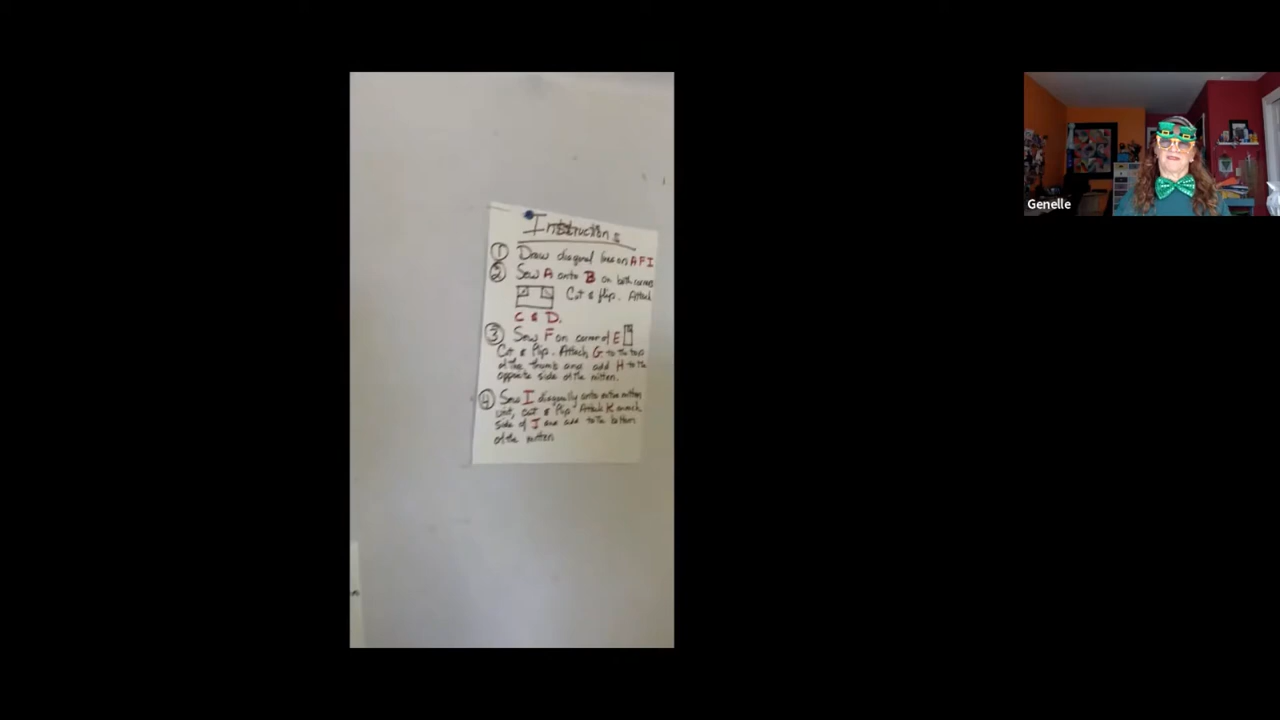 Instructions
① Draw diagonal lines on A F I
② Sew A onto B on both corners
Cut & flip. Attach
C & D.
③ Sew F on corner of E
Cut & flip. Attach G to the top
of the thumb and add H to the
opposite side of the mitten.
④ Sew I diagonally onto entire mitten
unit, cut & flip Attach K on each
side of J and add to the bottom
of the mitten
Genelle